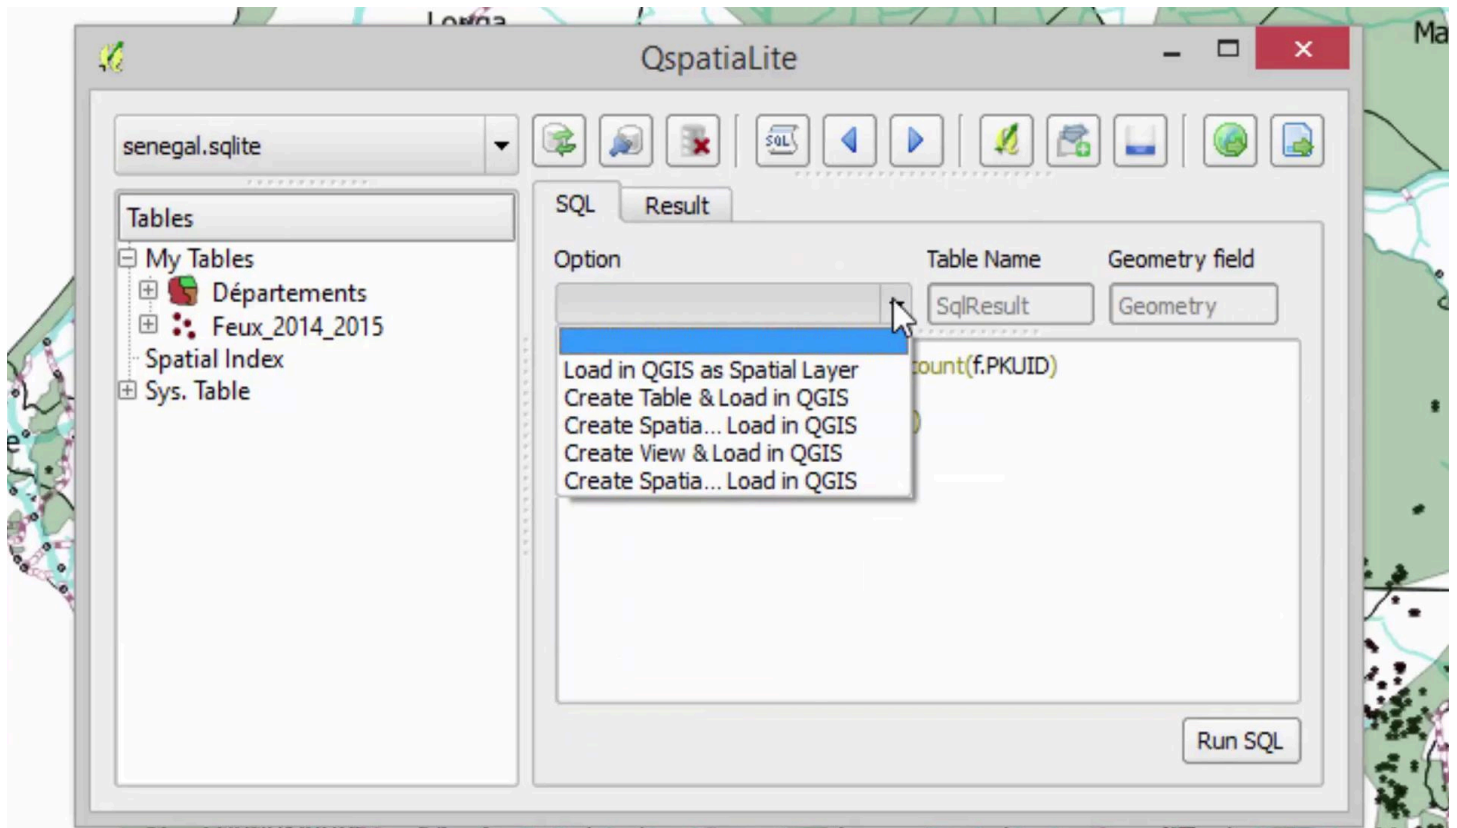 Ma
QspatiaLite
senegal.sqlite
SQL
Tables
SQL
Result
My Tables
Départements
Feux_2014_2015
Spatial Index
Sys. Table
Option
Table Name
Geometry field
SqlResult
Geometry
Load in QGIS as Spatial Layer
Create Table & Load in QGIS
Create Spatia... Load in QGIS
Create View & Load in QGIS
Create Spatia... Load in QGIS
count(f.PKUID)
)
Run SQL